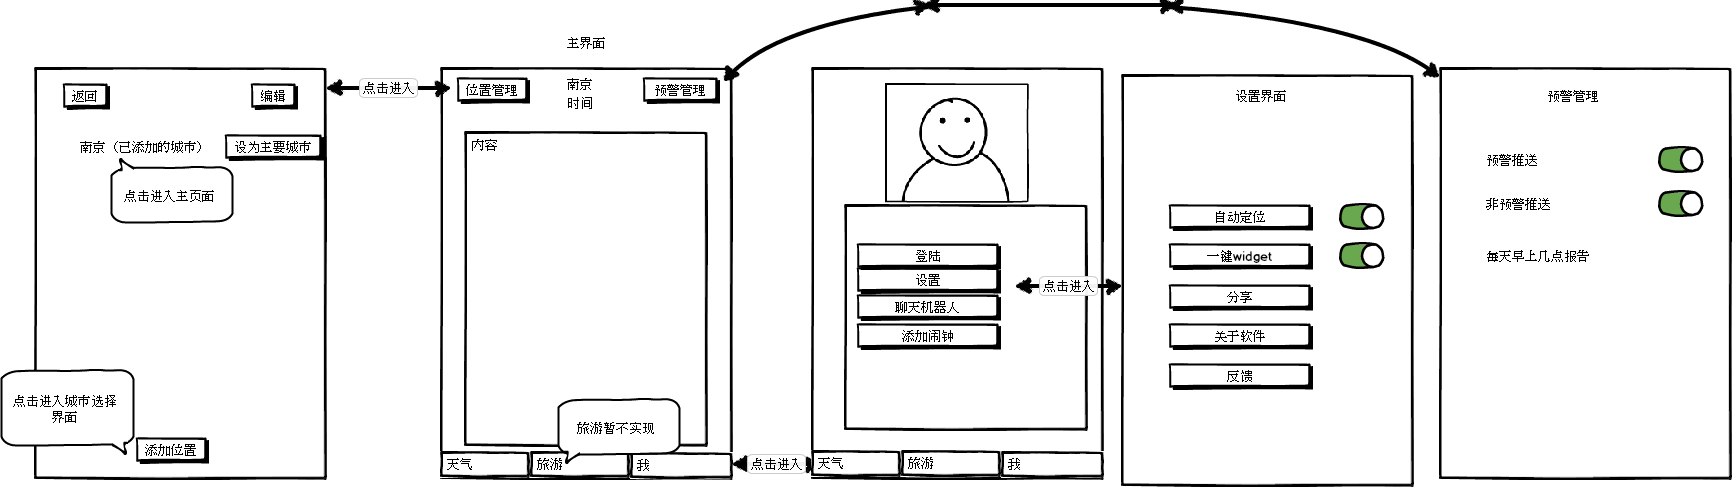 返回
编辑
南京（已添加的城市）
设为主要城市
点击进入主页面
点击进入城市选择
界面
添加位置
点击进入
主界面
位置管理
南京
时间
预警管理
内容
旅游暂不实现
天气
旅游
我
点击进入
登陆
设置
聊天机器人
添加闹钟
天气
旅游
我
点击进入
设置界面
自动定位
一键widget
分享
关于软件
反馈
预警管理
预警推送
非预警推送
每天早上几点报告